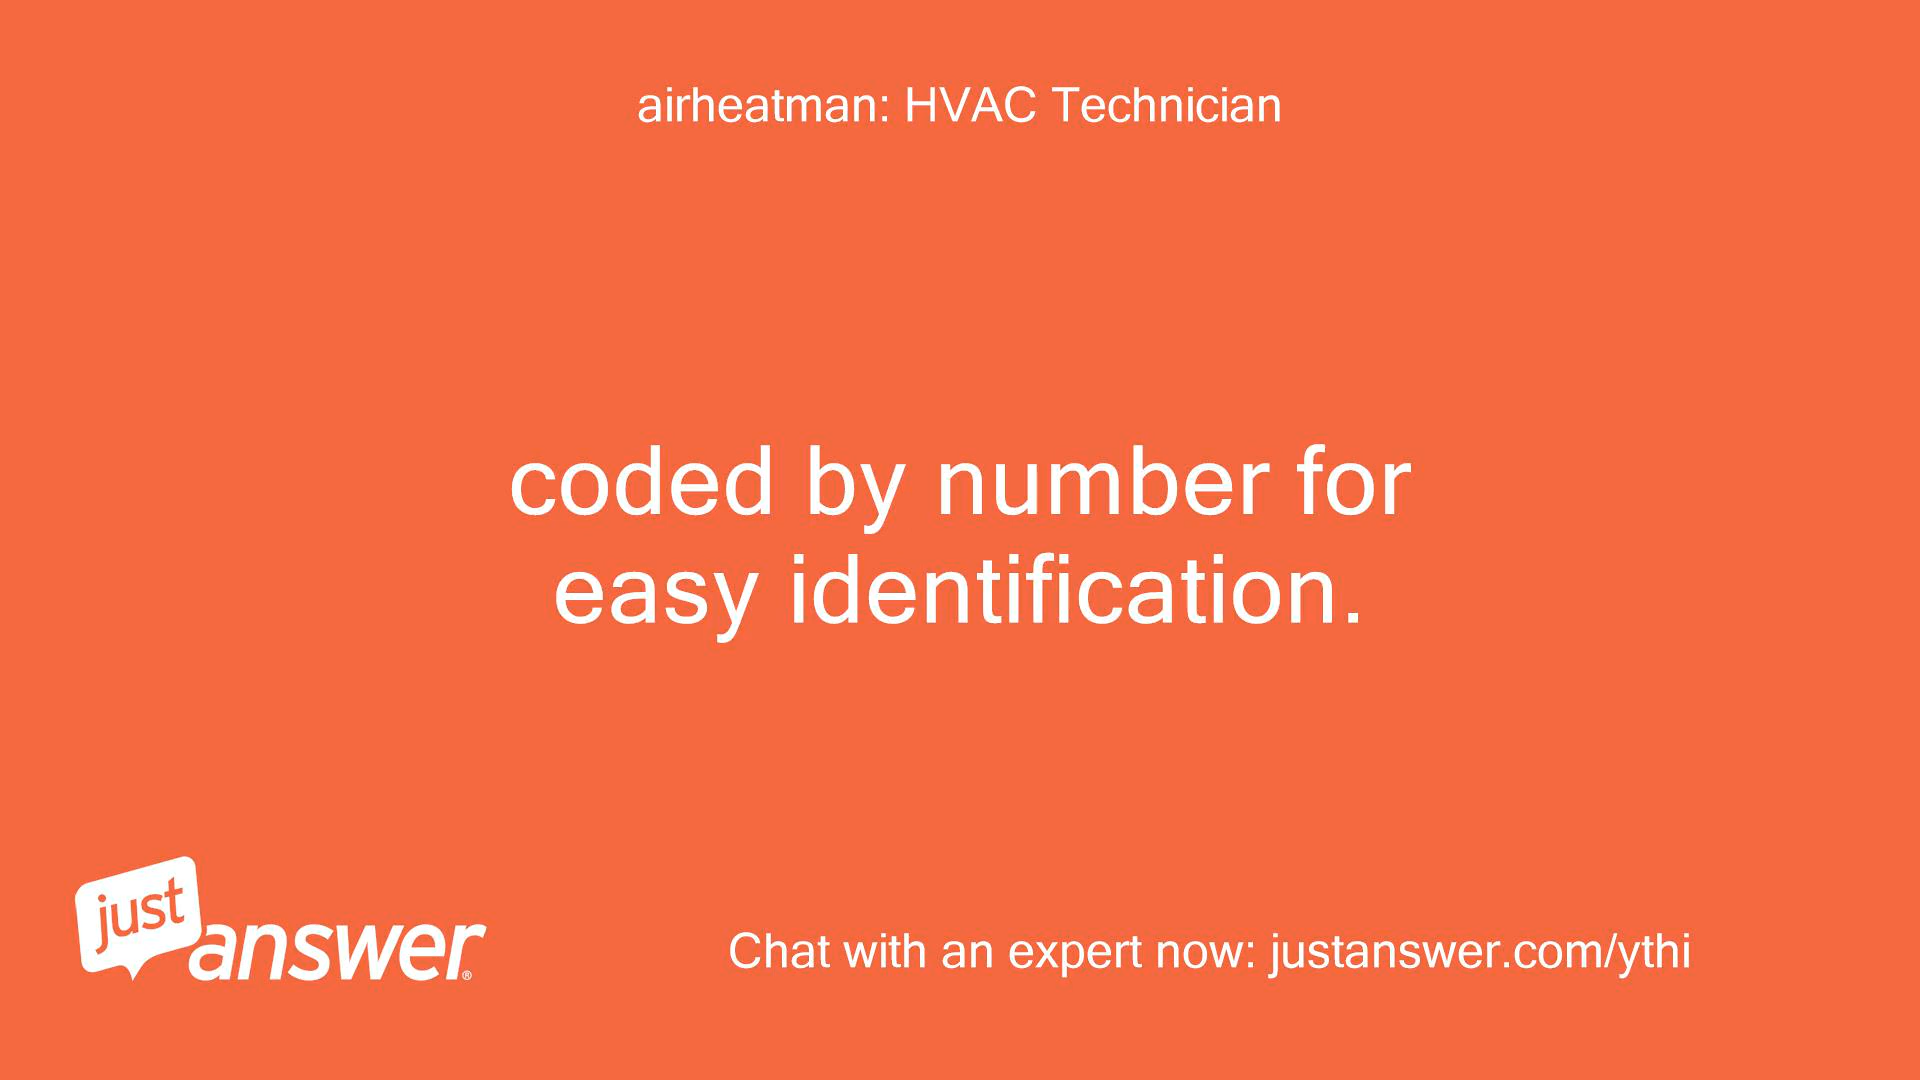 airheatman: HVAC Technician
coded by number for
easy identification.
just
answer®
Chat with an expert now: justanswer.com/ythi